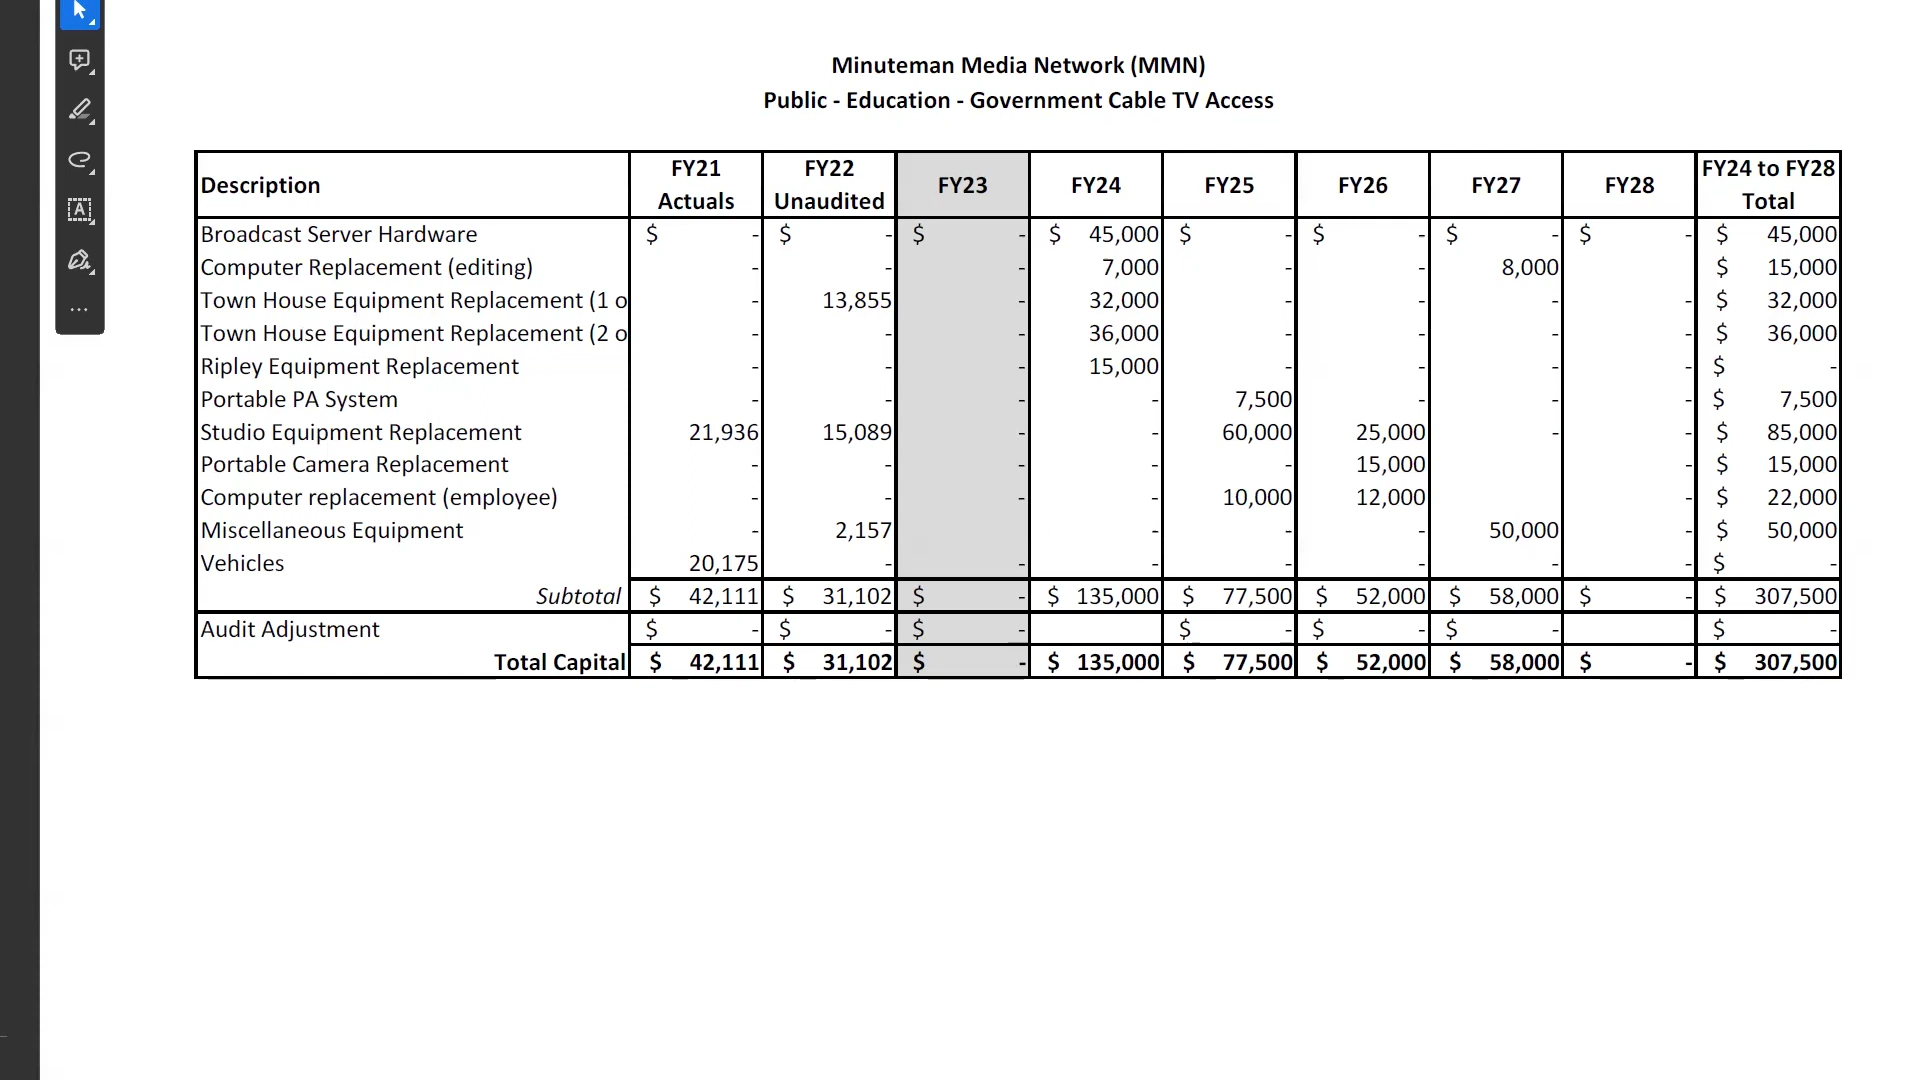 Minuteman Media Network (MMN)
Public - Education - Government Cable TV Access
Description FY21 Actuals FY22 Unaudited FY23 FY24 FY25 FY26 FY27 FY28 FY24 to FY28 Total
Broadcast Server Hardware $ - $ - $ - $ 45,000 $ - $ - $ - $ - $ 45,000
Computer Replacement (editing) - - - 7,000 - - 8,000 $ 15,000
Town House Equipment Replacement (1 o - 13,855 - 32,000 - - - - $ 32,000
Town House Equipment Replacement (2 o - - - 36,000 - - - - $ 36,000
Ripley Equipment Replacement - - - 15,000 - - - - $ -
Portable PA System - - - - 7,500 - - - $ 7,500
Studio Equipment Replacement 21,936 15,089 - - 60,000 25,000 - - $ 85,000
Portable Camera Replacement - - - - - 15,000 - $ 15,000
Computer replacement (employee) - - - - 10,000 12,000 - $ 22,000
Miscellaneous Equipment - 2,157 - - - - 50,000 - $ 50,000
Vehicles 20,175 - - - - - - - $ -
Subtotal $ 42,111 $ 31,102 $ - $ 135,000 $ 77,500 $ 52,000 $ 58,000 $ - $ 307,500
Audit Adjustment $ - $ - $ - $ - $ - $ - $ -
Total Capital $ 42,111 $ 31,102 $ - $ 135,000 $ 77,500 $ 52,000 $ 58,000 $ - $ 307,500